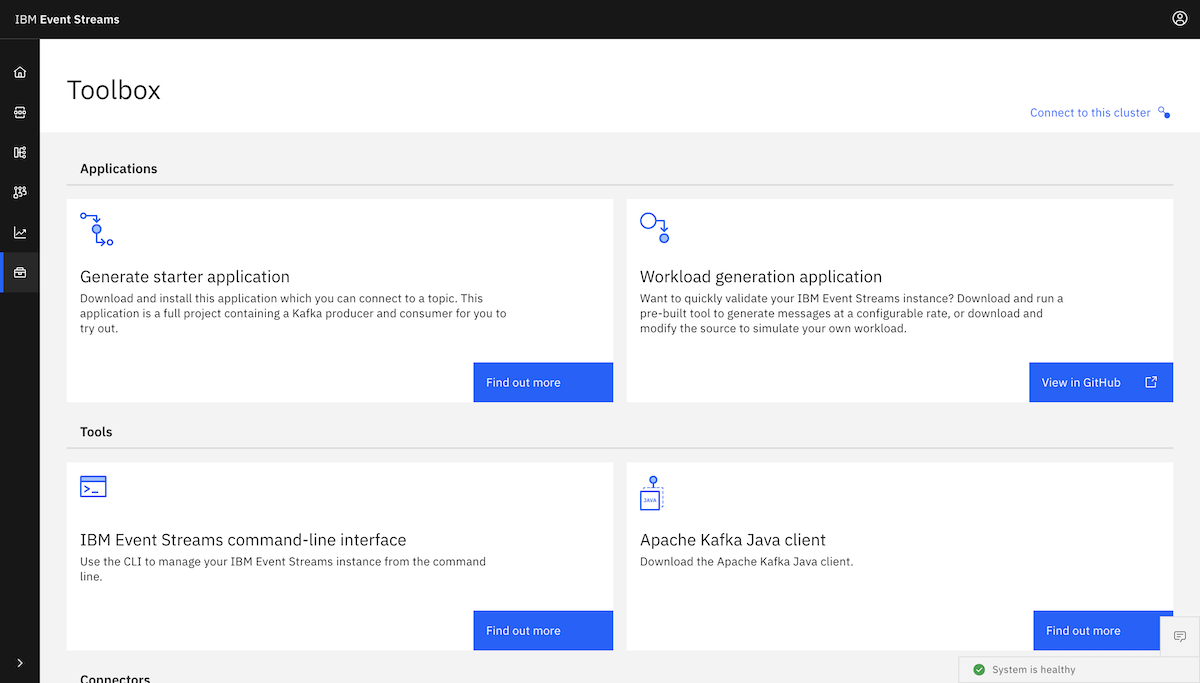 IBM Event Streams
Toolbox
Connect to this cluster
Applications
Generate starter application
Download and install this application which you can connect to a topic. This
application is a full project containing a Kafka producer and consumer for you to
try out.
Find out more
Workload generation application
Want to quickly validate your IBM Event Streams instance? Download and run a
pre-built tool to generate messages at a configurable rate, or download and
modify the source to simulate your own workload.
View in GitHub
Tools
>_
IBM Event Streams command-line interface
Use the CLI to manage your IBM Event Streams instance from the command
line.
Find out more
JAVA
Apache Kafka Java client
Download the Apache Kafka Java client.
Find out more
Connectors
System is healthy